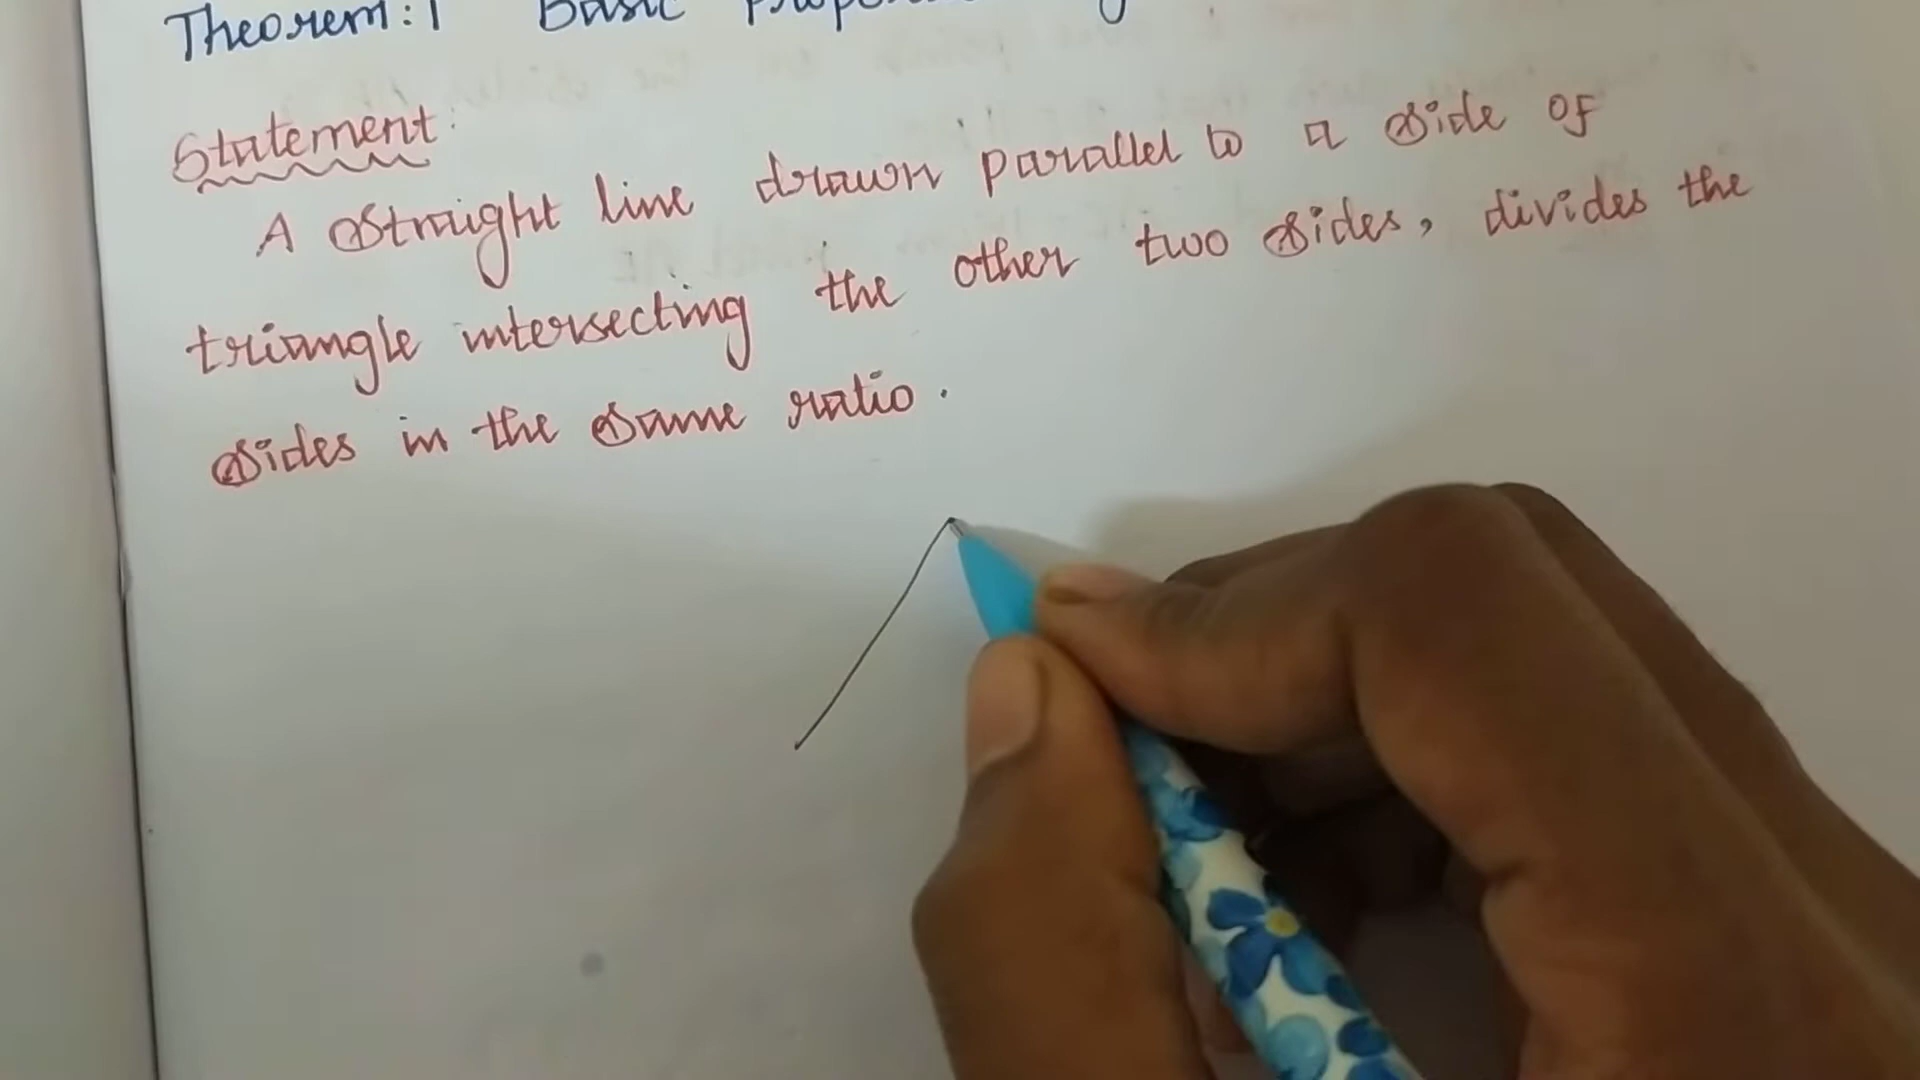 Theorem: 1 Basic
Statement:
A straight line drawn parallel to a side of
triangle intersecting the other two sides, divides the
sides in the same ratio.